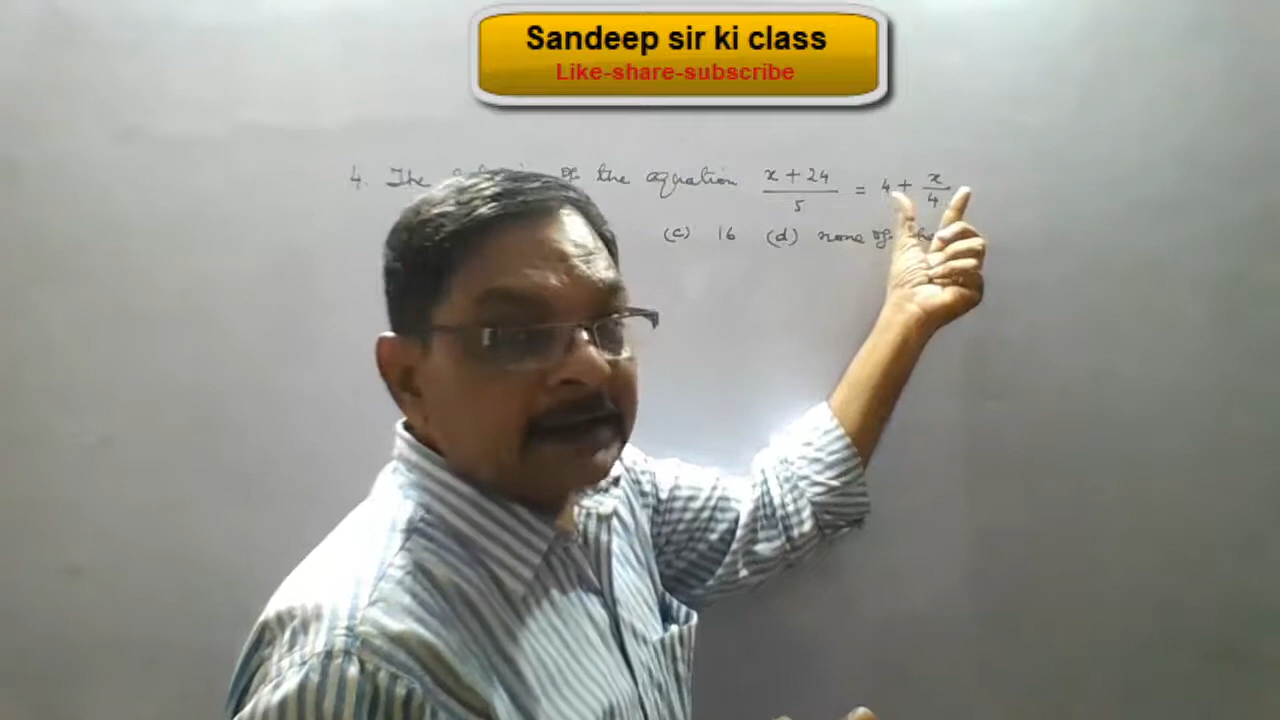 Sandeep sir ki class
Like-share-subscribe
4. The of the equation x + 24 / 5 = 4 + x / 4
(c) 16 (d) none of